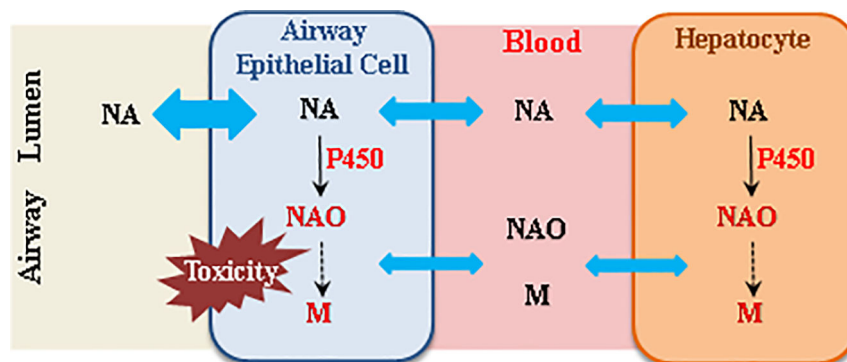 Airway Lumen
Airway
Epithelial Cell
Blood
Hepatocyte
NA
NA
NA
NA
P450
P450
NAO
NAO
NAO
Toxicity
M
M
M